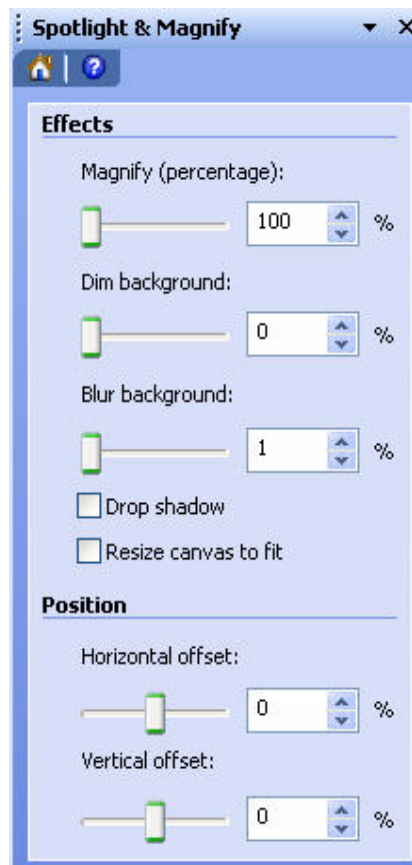 Spotlight & Magnify
Effects
Magnify (percentage):
100 %
Dim background:
0 %
Blur background:
1 %
Drop shadow
Resize canvas to fit
Position
Horizontal offset:
0 %
Vertical offset:
0 %